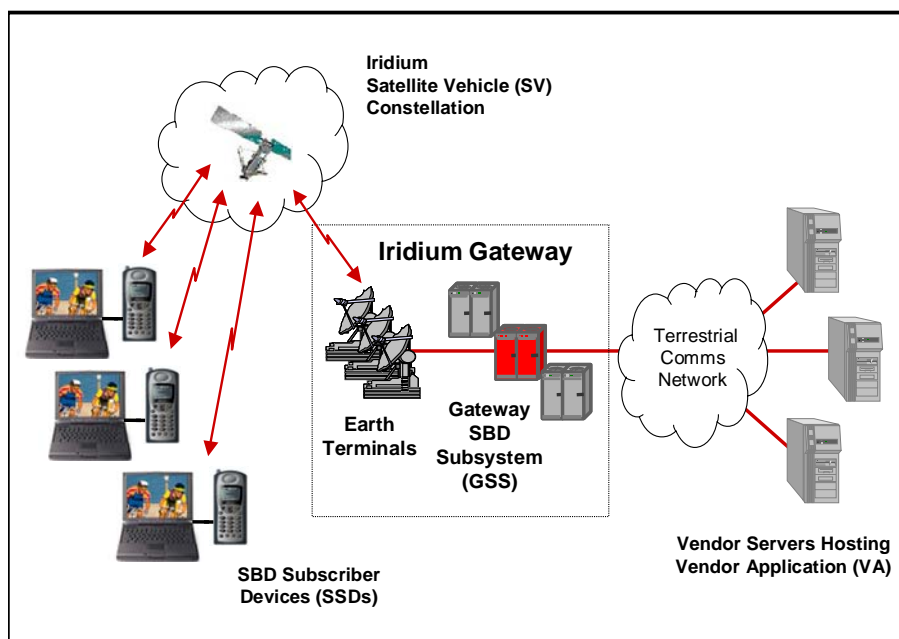 Iridium
Satellite Vehicle (SV)
Constellation
Iridium Gateway
Earth
Terminals
Gateway
SBD
Subsystem
(GSS)
Terrestrial
Comms
Network
SBD Subscriber
Devices (SSDs)
Vendor Servers Hosting
Vendor Application (VA)